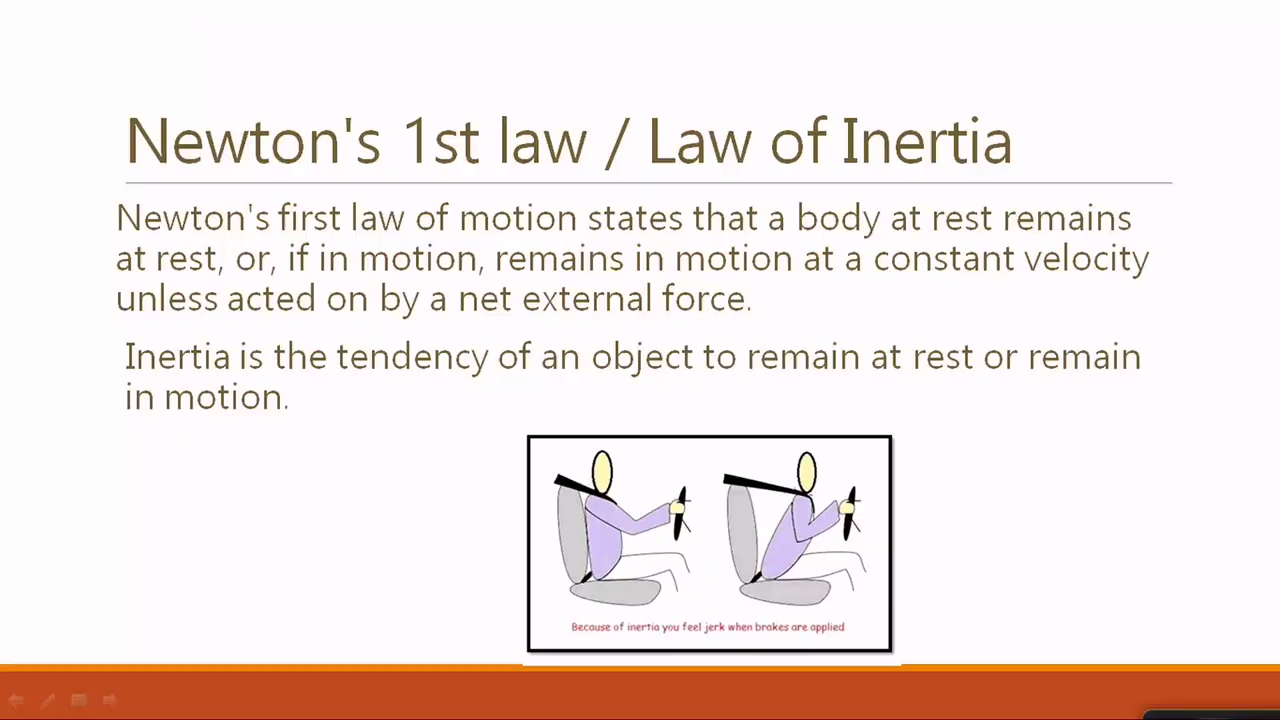 Newton's 1st law / Law of Inertia
Newton's first law of motion states that a body at rest remains
at rest, or, if in motion, remains in motion at a constant velocity
unless acted on by a net external force.
Inertia is the tendency of an object to remain at rest or remain
in motion.
Because of inertia you feel jerk when brakes are applied